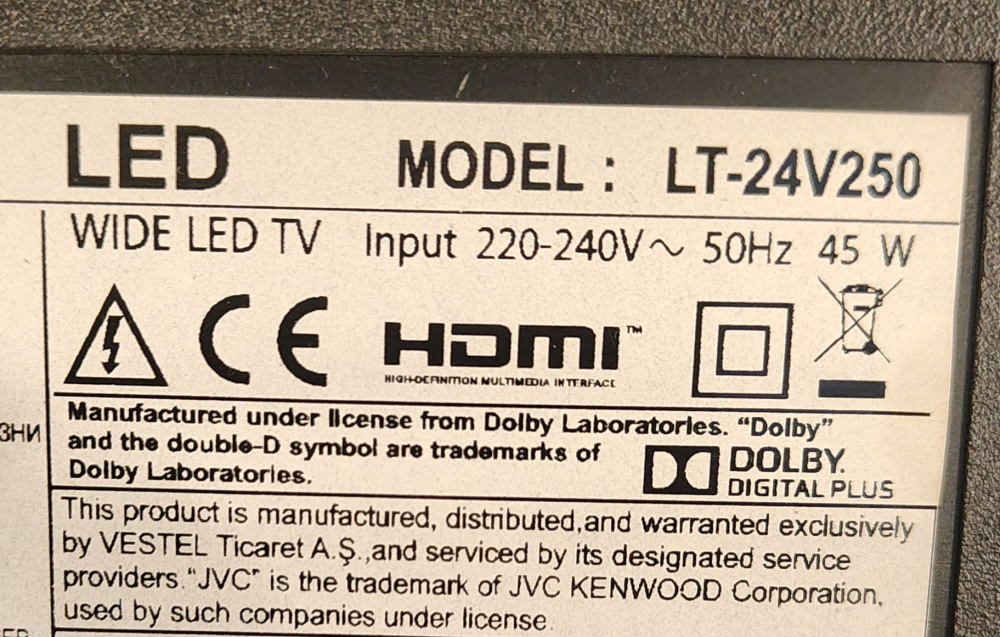 LED MODEL : LT-24V250
WIDE LED TV Input 220-240V~ 50Hz 45 W
CE HDMI™
HIGH-DEFINITION MULTIMEDIA INTERFACE
Manufactured under license from Dolby Laboratories. “Dolby”
and the double-D symbol are trademarks of
Dolby Laboratories.
DOLBY.
DIGITAL PLUS
ЗНИ
This product is manufactured, distributed,and warranted exclusively
by VESTEL Ticaret A.Ş.,and serviced by its designated service
providers."JVC" is the trademark of JVC KENWOOD Corporation,
used by such companies under license.